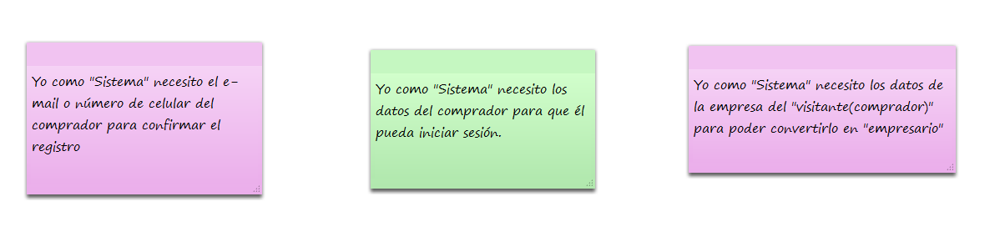 Yo como "Sistema" necesito el e-
mail o número de celular del
comprador para confirmar el
registro
Yo como "Sistema" necesito los
datos del comprador para que él
pueda iniciar sesión.
Yo como "Sistema" necesito los datos de
la empresa del "visitante(comprador)"
para poder convertirlo en "empresario"